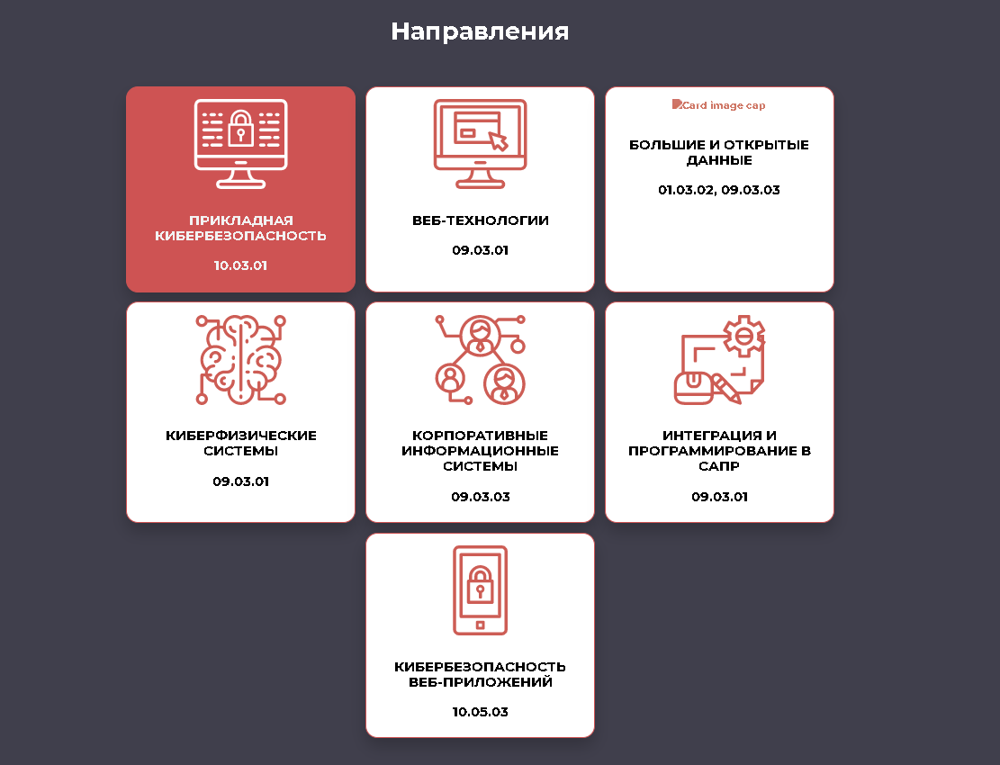 Направления
ПРИКЛАДНАЯ
КИБЕРБЕЗОПАСНОСТЬ
10.03.01
ВЕБ-ТЕХНОЛОГИИ
09.03.01
Card image cap
БОЛЬШИЕ И ОТКРЫТЫЕ
ДАННЫЕ
01.03.02, 09.03.03
КИБЕРФИЗИЧЕСКИЕ
СИСТЕМЫ
09.03.01
КОРПОРАТИВНЫЕ
ИНФОРМАЦИОННЫЕ
СИСТЕМЫ
09.03.03
ИНТЕГРАЦИЯ И
ПРОГРАММИРОВАНИЕ В
САПР
09.03.01
КИБЕРБЕЗОПАСНОСТЬ
ВЕБ-ПРИЛОЖЕНИЙ
10.05.03